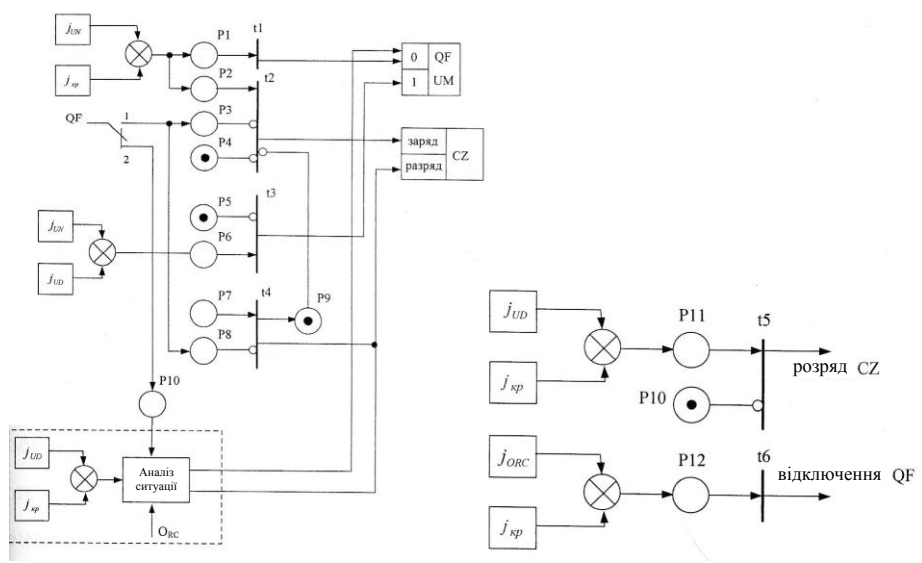 j_UN
P1
t1
j_кр
P2
t2
0
QF
1
UM
QF
1
P3
2
P4
заряд
разряд
CZ
t3
P5
j_UN
P6
j_UD
P7
t4
P9
P8
P10
j_UD
Аналіз
ситуації
j_кр
O_RC
j_UD
P11
t5
розряд CZ
j_кр
P10
j_ORC
P12
t6
відключення QF
j_кр